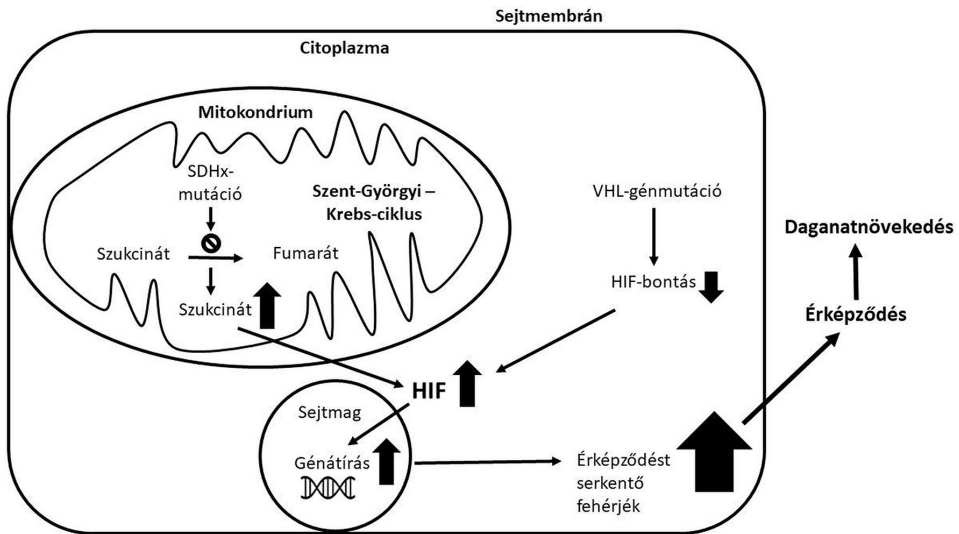 Sejtmembrán
Citoplazma
Mitokondrium
SDHx-
mutáció
Szent-Györgyi –
Krebs-ciklus
Szukcinát
Fumarát
Szukcinát
VHL-génmutáció
HIF-bontás
HIF
Sejtmag
Génátírás
Érképződést
serkentő
fehérjék
Érképződés
Daganatnövekedés